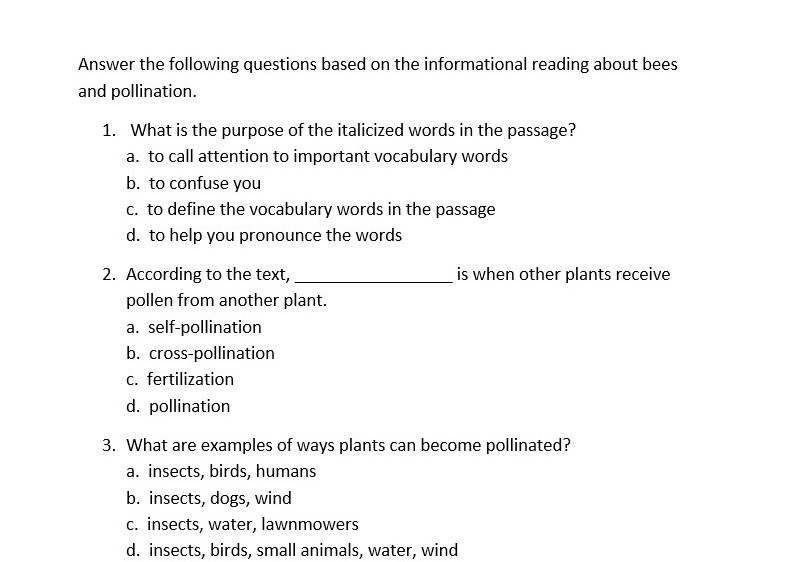 Answer the following questions based on the informational reading about bees
and pollination.
1. What is the purpose of the italicized words in the passage?
a. to call attention to important vocabulary words
b. to confuse you
c. to define the vocabulary words in the passage
d. to help you pronounce the words
2. According to the text, _________________ is when other plants receive
pollen from another plant.
a. self-pollination
b. cross-pollination
c. fertilization
d. pollination
3. What are examples of ways plants can become pollinated?
a. insects, birds, humans
b. insects, dogs, wind
c. insects, water, lawnmowers
d. insects, birds, small animals, water, wind